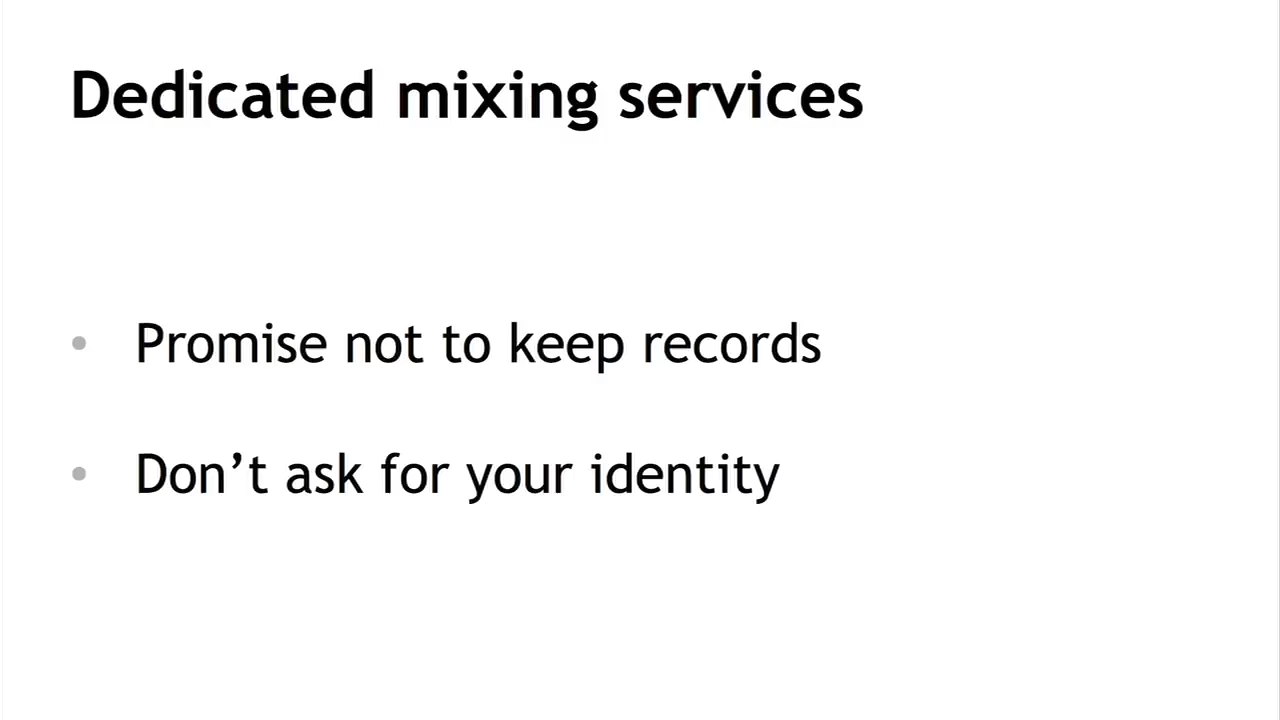 Dedicated mixing services
• Promise not to keep records
• Don’t ask for your identity